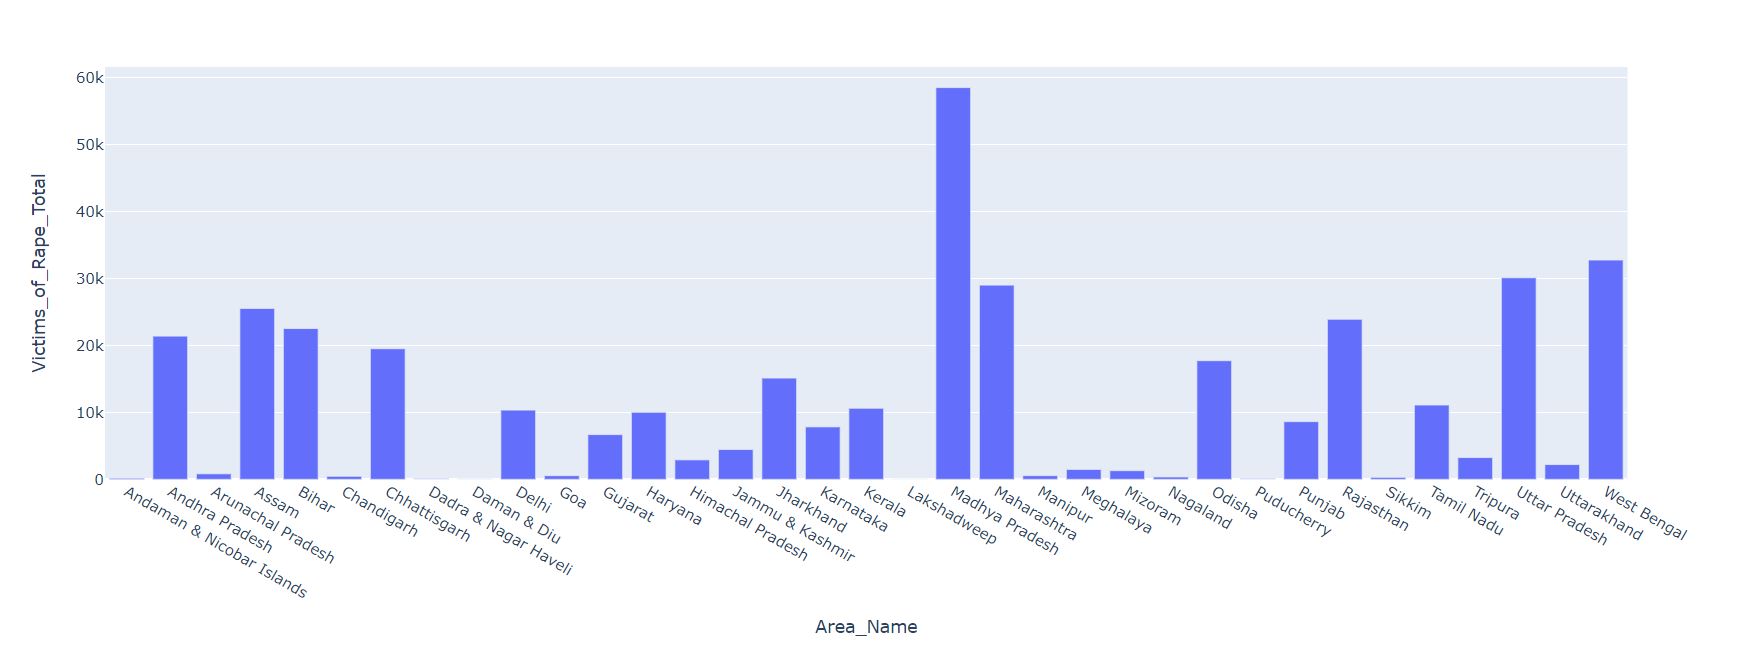 60k
50k
40k
30k
20k
10k
0
Victims_of_Rape_Total
Andaman & Nicobar Islands
Andhra Pradesh
Arunachal Pradesh
Assam
Bihar
Chandigarh
Chhattisgarh
Dadra & Nagar Haveli
Daman & Diu
Delhi
Goa
Gujarat
Haryana
Himachal Pradesh
Jammu & Kashmir
Jharkhand
Karnataka
Kerala
Lakshadweep
Madhya Pradesh
Maharashtra
Manipur
Meghalaya
Mizoram
Nagaland
Odisha
Puducherry
Punjab
Rajasthan
Sikkim
Tamil Nadu
Tripura
Uttar Pradesh
Uttarakhand
West Bengal
Area_Name